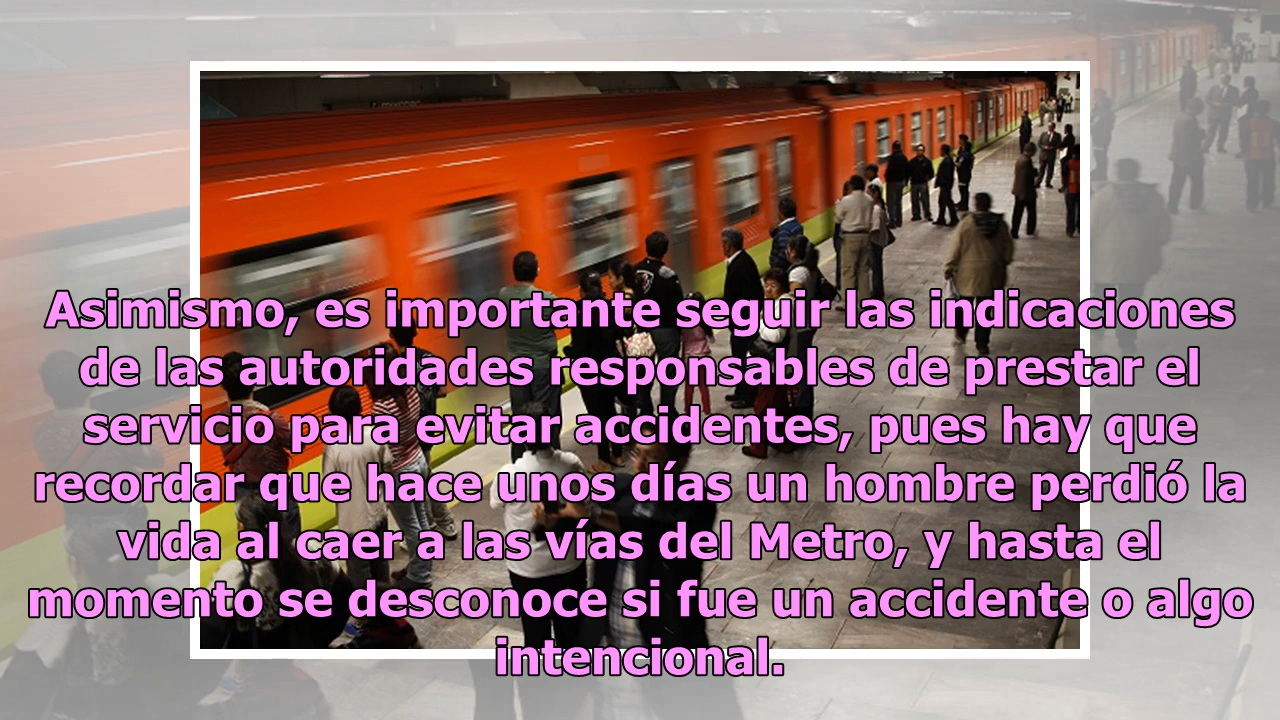 Asimismo, es importante seguir las indicaciones
de las autoridades responsables de prestar el
servicio para evitar accidentes, pues hay que
recordar que hace unos días un hombre perdió la
vida al caer a las vías del Metro, y hasta el
momento se desconoce si fue un accidente o algo
intencional.